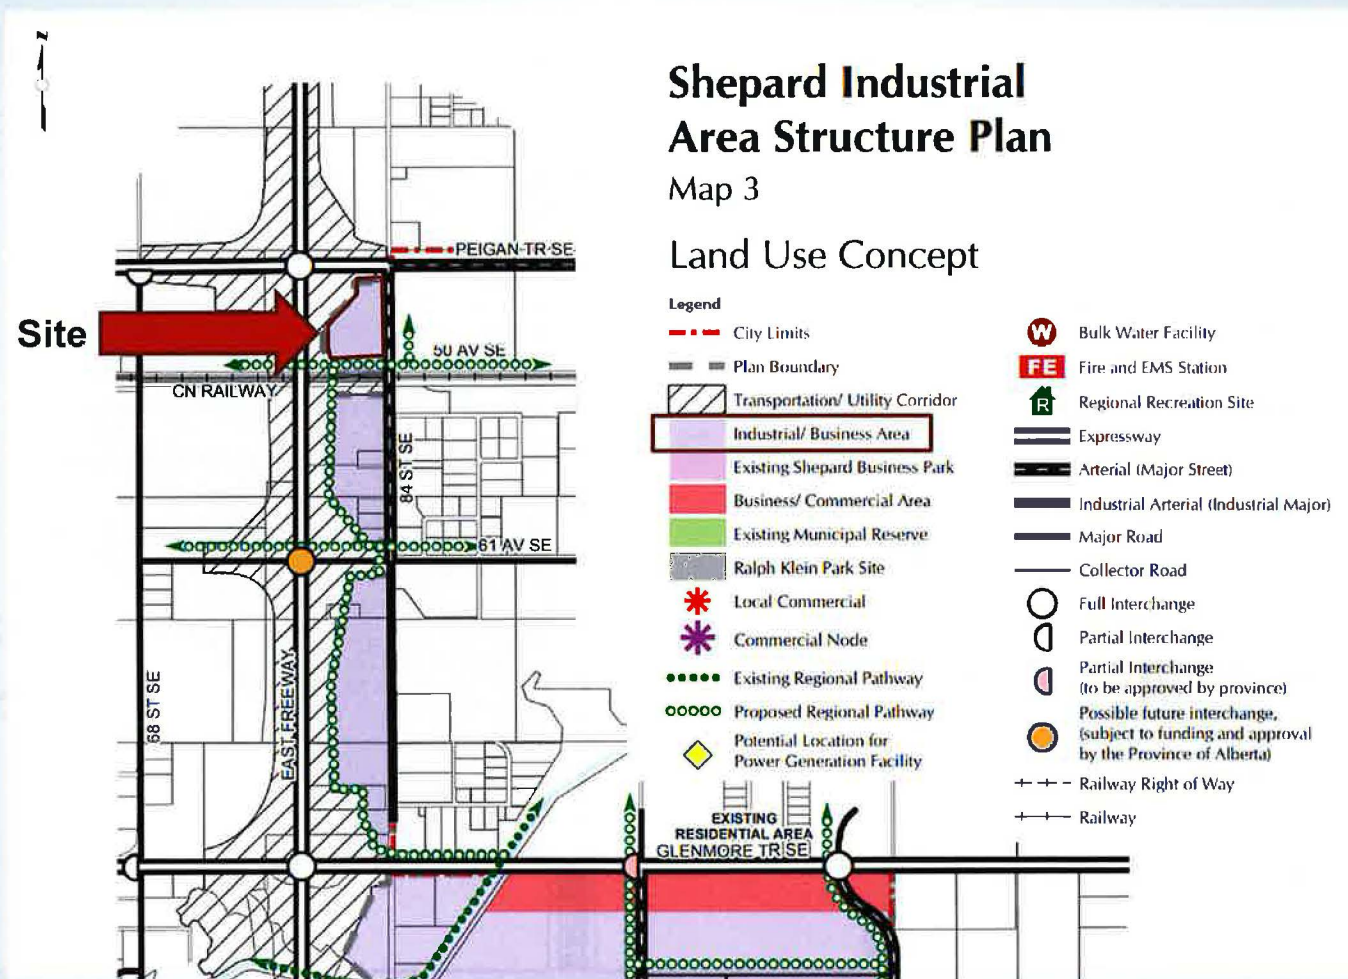 N
Shepard Industrial
Area Structure Plan
Map 3
Land Use Concept
Legend
City Limits
Plan Boundary
Transportation/ Utility Corridor
Industrial/ Business Area
Existing Shepard Business Park
Business/ Commercial Area
Existing Municipal Reserve
Ralph Klein Park Site
Local Commercial
Commercial Node
Existing Regional Pathway
Proposed Regional Pathway
Potential Location for
Power Generation Facility
W Bulk Water Facility
FE Fire and EMS Station
R Regional Recreation Site
Expressway
Arterial (Major Street)
Industrial Arterial (Industrial Major)
Major Road
Collector Road
Full Interchange
Partial Interchange
Partial Interchange
(to be approved by province)
Possible future interchange,
(subject to funding and approval
by the Province of Alberta)
Railway Right of Way
Railway
PEIGAN TR SE
Site
50 AV SE
CN RAILWAY
84 ST SE
61 AV SE
68 ST SE
EAST FREEWAY
EXISTING
RESIDENTIAL AREA
GLENMORE TR SE